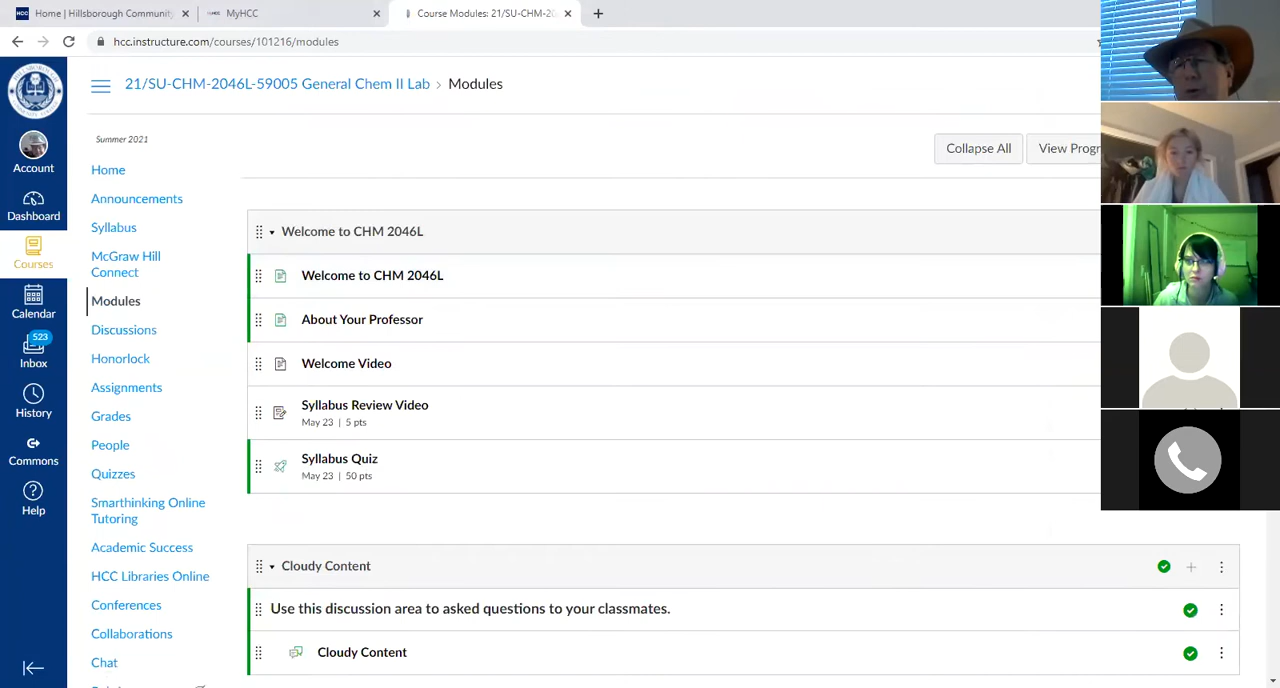 Home | Hillsborough Community
MyHCC
Course Modules: 21/SU-CHM-20
hcc.instructure.com/courses/101216/modules
21/SU-CHM-2046L-59005 General Chem II Lab › Modules
Account
Dashboard
Courses
Calendar
523
Inbox
History
Commons
Help
Summer 2021
Home
Announcements
Syllabus
McGraw Hill
Connect
Modules
Discussions
Honorlock
Assignments
Grades
People
Quizzes
Smarthinking Online
Tutoring
Academic Success
HCC Libraries Online
Conferences
Collaborations
Chat
Collapse All
View Progr
Welcome to CHM 2046L
Welcome to CHM 2046L
About Your Professor
Welcome Video
Syllabus Review Video
May 23 | 5 pts
Syllabus Quiz
May 23 | 50 pts
Cloudy Content
Use this discussion area to asked questions to your classmates.
Cloudy Content